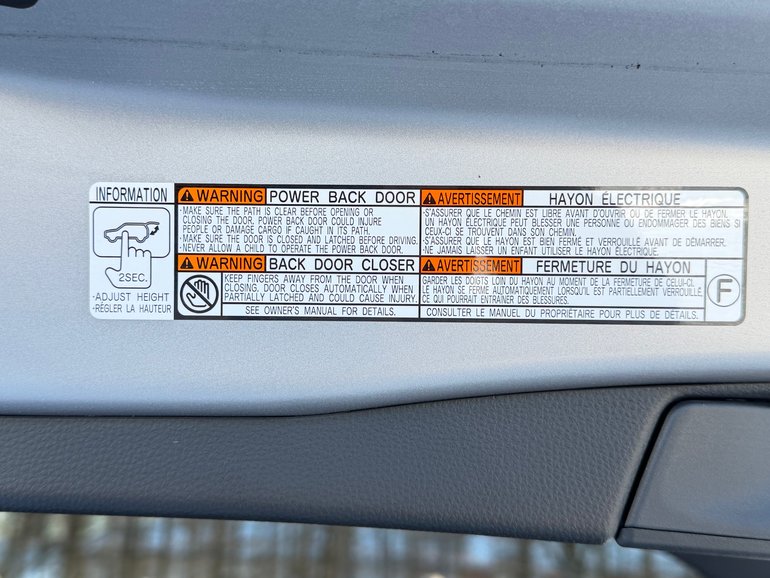 INFORMATION
2SEC.
·ADJUST HEIGHT
·RÉGLER LA HAUTEUR
WARNING POWER BACK DOOR
·MAKE SURE THE PATH IS CLEAR BEFORE OPENING OR
CLOSING THE DOOR. POWER BACK DOOR COULD INJURE
PEOPLE OR DAMAGE CARGO IF CAUGHT IN ITS PATH.
·MAKE SURE THE DOOR IS CLOSED AND LATCHED BEFORE DRIVING.
·NEVER ALLOW A CHILD TO OPERATE THE POWER BACK DOOR.
WARNING BACK DOOR CLOSER
KEEP FINGERS AWAY FROM THE DOOR WHEN
CLOSING. DOOR CLOSES AUTOMATICALLY WHEN
PARTIALLY LATCHED AND COULD CAUSE INJURY.
SEE OWNER'S MANUAL FOR DETAILS.
AVERTISSEMENT HAYON ÉLECTRIQUE
·S'ASSURER QUE LE CHEMIN EST LIBRE AVANT D'OUVRIR OU DE FERMER LE HAYON.
UN HAYON ÉLECTRIQUE PEUT BLESSER UNE PERSONNE OU ENDOMMAGER DES BIENS SI
CEUX-CI SE TROUVENT DANS SON CHEMIN.
·S'ASSURER QUE LE HAYON EST BIEN FERMÉ ET VERROUILLÉ AVANT DE DÉMARRER.
·NE JAMAIS LAISSER UN ENFANT UTILISER LE HAYON ÉLECTRIQUE.
AVERTISSEMENT FERMETURE DU HAYON
GARDER LES DOIGTS LOIN DU HAYON AU MOMENT DE LA FERMETURE DE CELUI-CI.
LE HAYON SE FERME AUTOMATIQUEMENT LORSQU'IL EST PARTIELLEMENT VERROUILLÉ,
CE QUI POURRAIT ENTRAÎNER DES BLESSURES.
CONSULTER LE MANUEL DU PROPRIÉTAIRE POUR PLUS DE DÉTAILS.
F